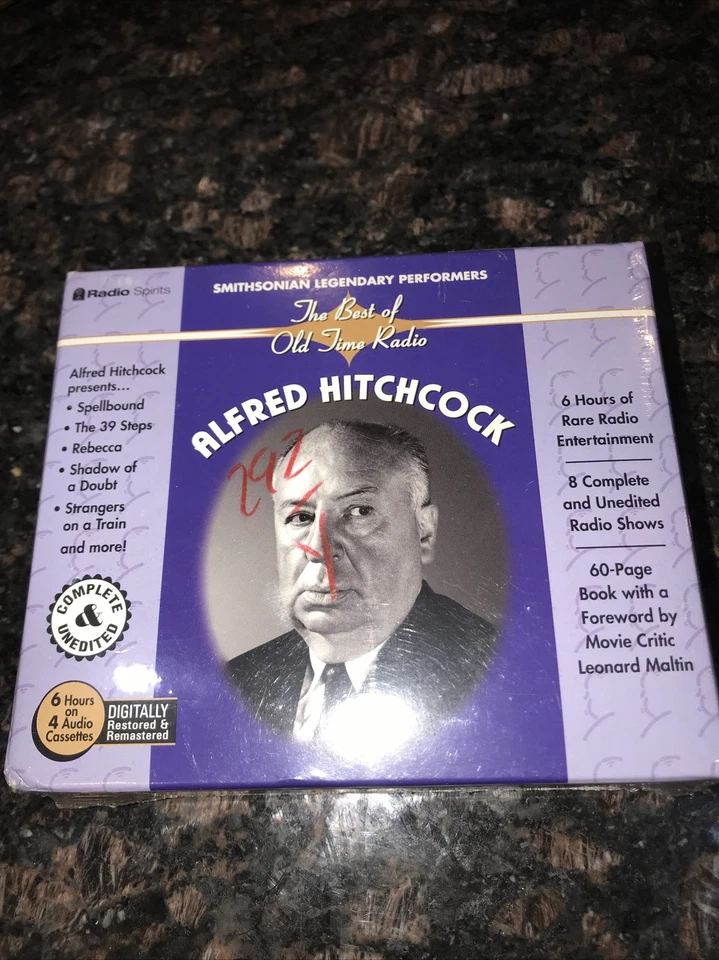 Radio Spirits
SMITHSONIAN LEGENDARY PERFORMERS
The Best of
Old Time Radio
ALFRED HITCHCOCK
Alfred Hitchcock
presents...
• Spellbound
• The 39 Steps
• Rebecca
• Shadow of
a Doubt
• Strangers
on a Train
and more!
COMPLETE
&
UNEDITED
6 Hours
on
4 Audio
Cassettes
DIGITALLY
Restored &
Remastered
292
6 Hours of
Rare Radio
Entertainment
8 Complete
and Unedited
Radio Shows
60-Page
Book with a
Foreword by
Movie Critic
Leonard Maltin